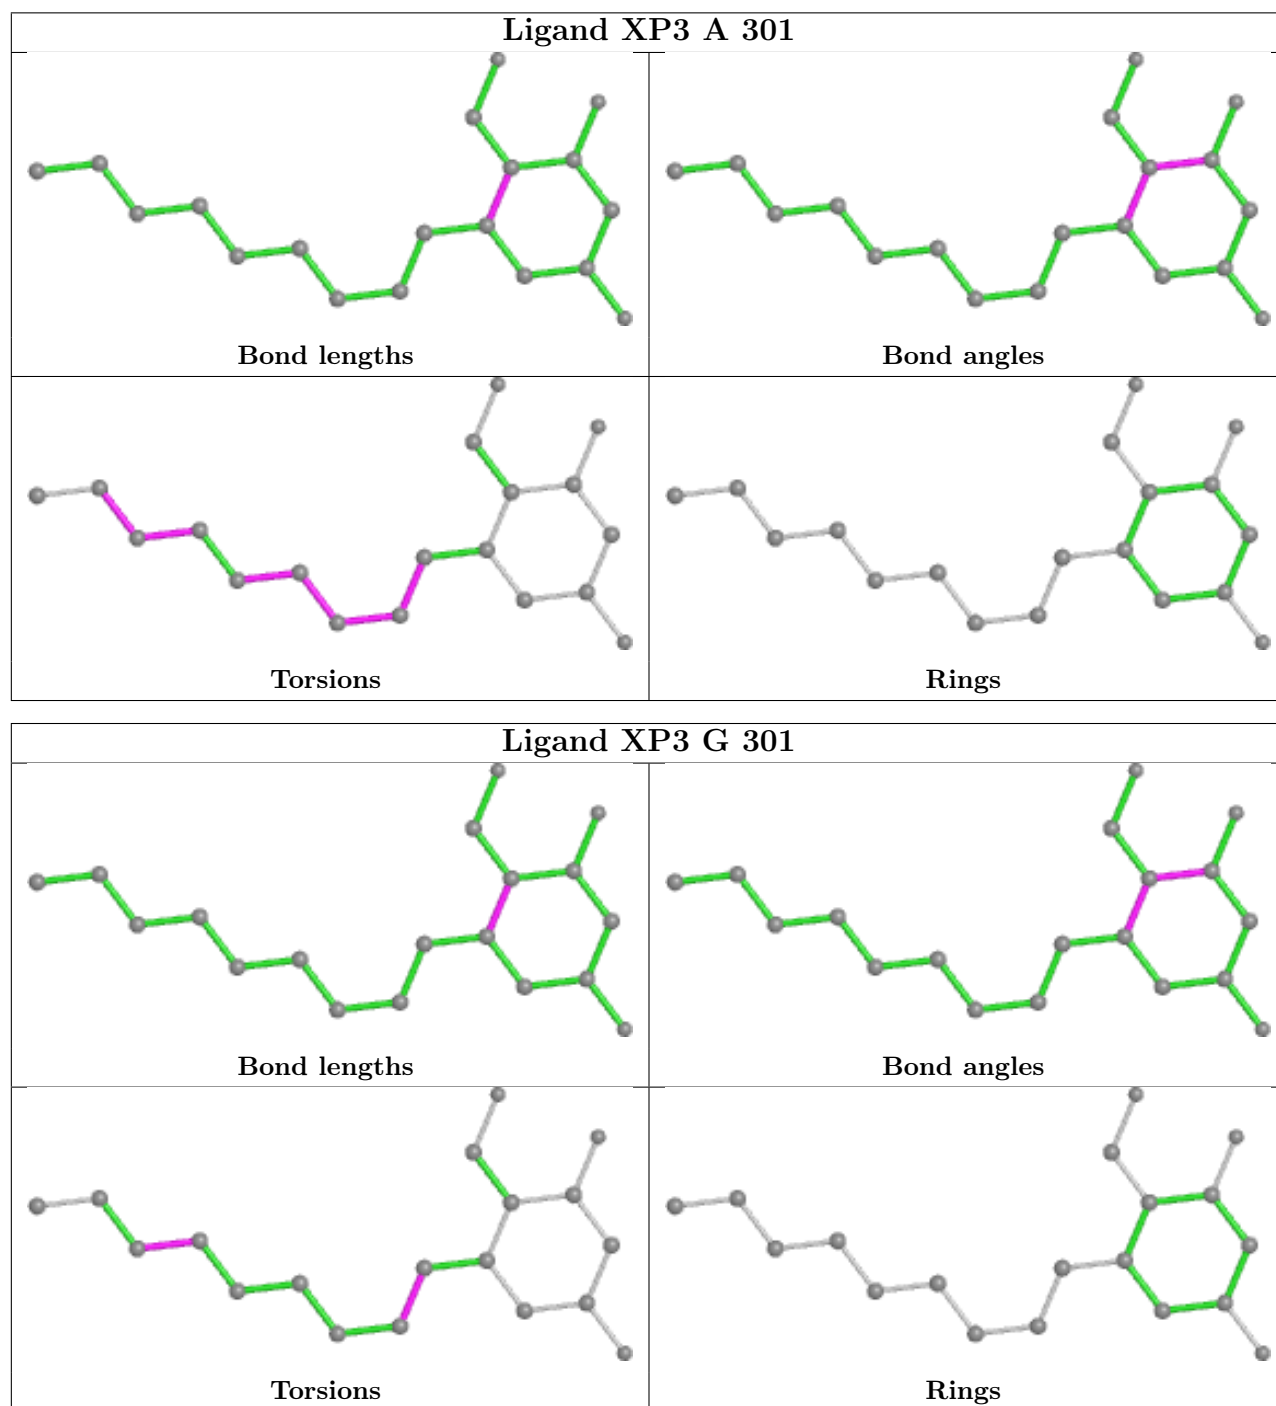 Ligand XP3 A 301
Bond lengths
Bond angles
Torsions
Rings
Ligand XP3 G 301
Bond lengths
Bond angles
Torsions
Rings